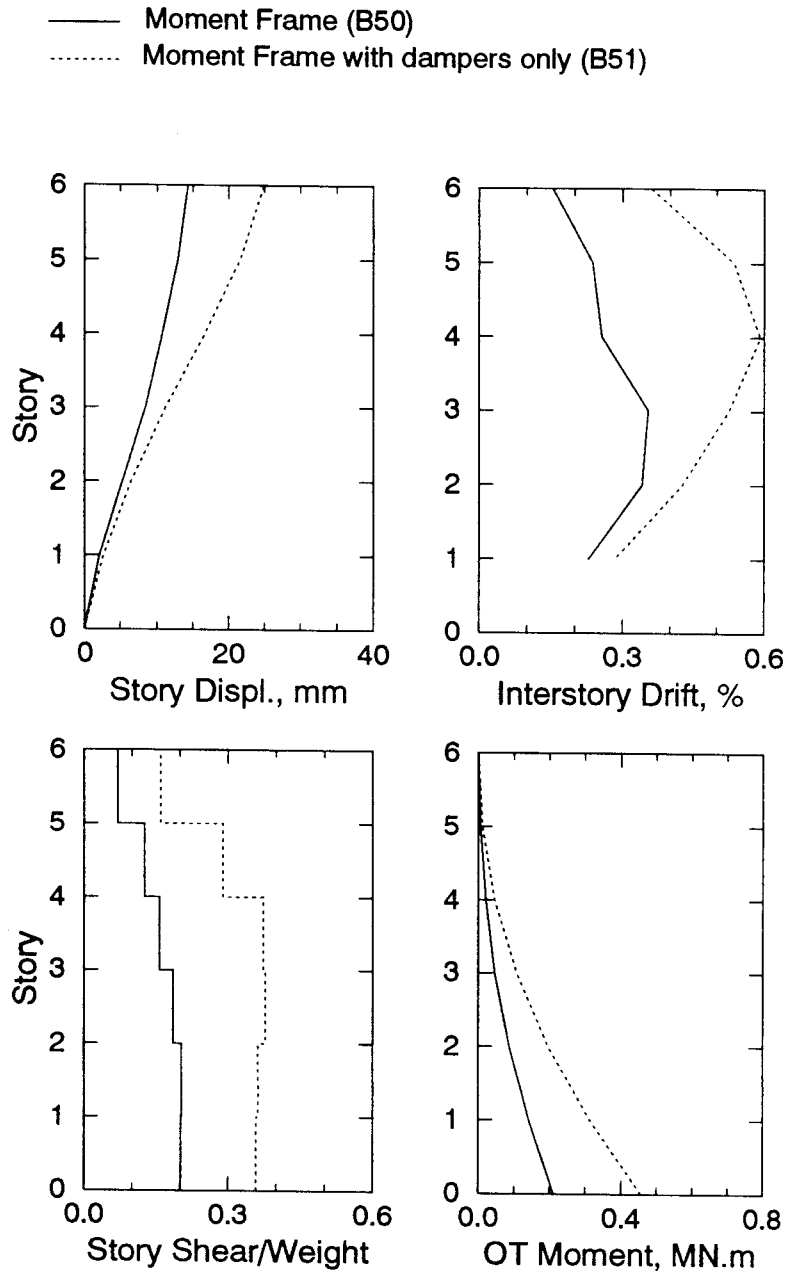 Moment Frame (B50)
Moment Frame with dampers only (B51)
6
5
4
3
2
1
0
Story
0 20 40
Story Displ., mm
6
5
4
3
2
1
0
0.0 0.3 0.6
Interstory Drift, %
6
5
4
3
2
1
0
Story
0.0 0.3 0.6
Story Shear/Weight
6
5
4
3
2
1
0
0.0 0.4 0.8
OT Moment, MN.m